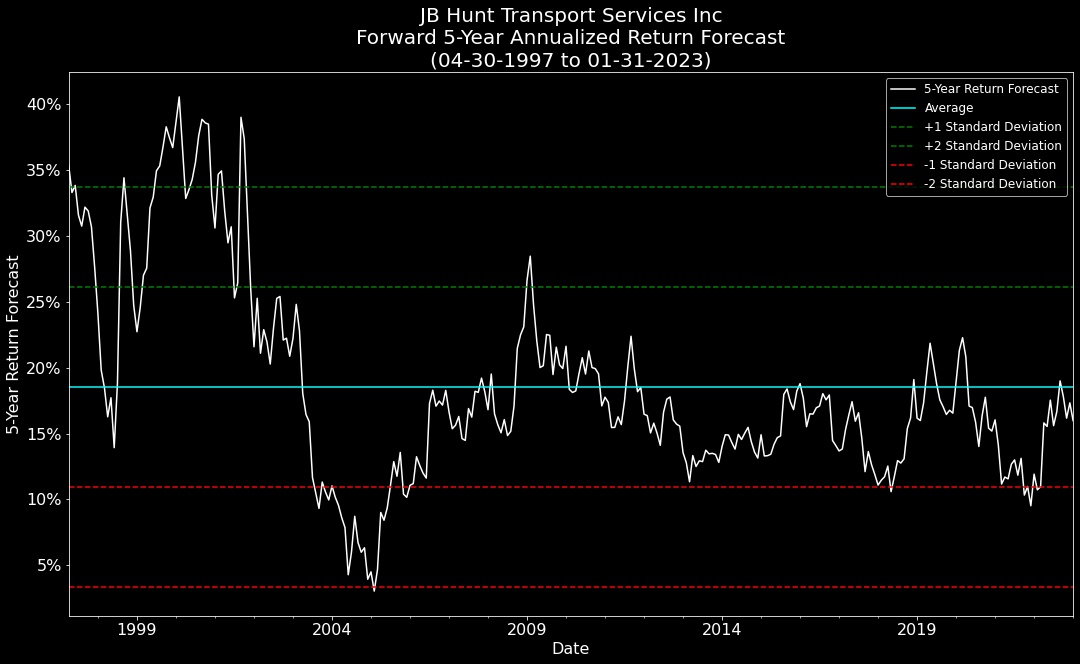 JB Hunt Transport Services Inc
Forward 5-Year Annualized Return Forecast
(04-30-1997 to 01-31-2023)
5-Year Return Forecast
Average
+1 Standard Deviation
+2 Standard Deviation
-1 Standard Deviation
-2 Standard Deviation
40%
35%
30%
25%
20%
15%
10%
5%
5-Year Return Forecast
1999
2004
2009
2014
2019
Date